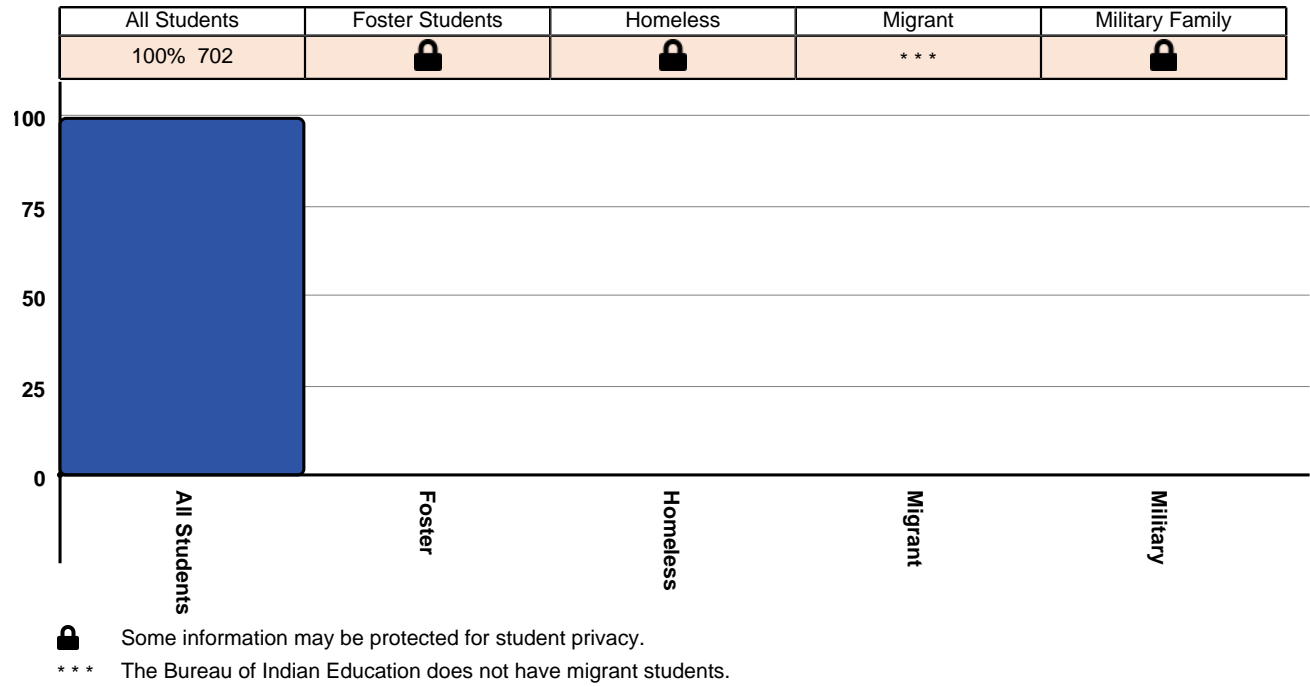 All Students Foster Students Homeless Migrant Military Family
100% 702 * * *
100
75
50
25
0
All Students
Foster
Homeless
Migrant
Military
Some information may be protected for student privacy.
* * * The Bureau of Indian Education does not have migrant students.